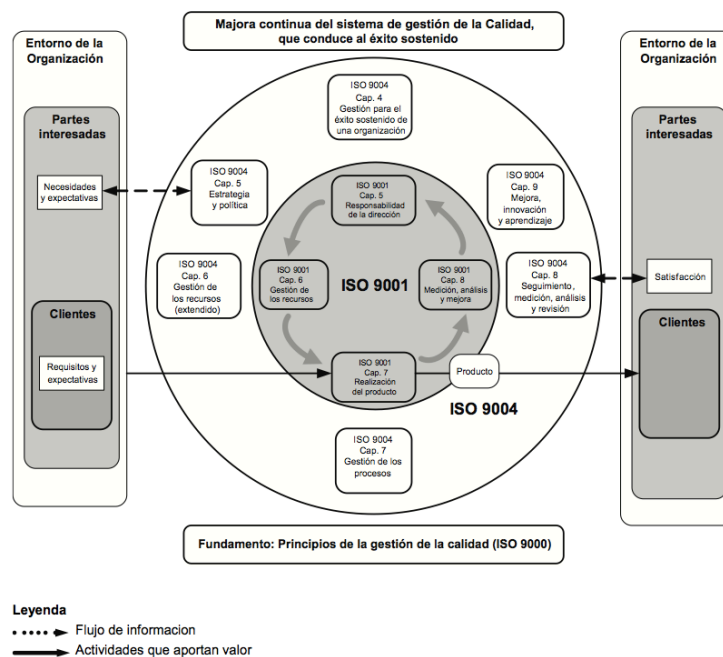 Majora continua del sistema de gestión de la Calidad,
que conduce al éxito sostenido
Entorno de la
Organización
Partes
interesadas
Necesidades
y expectativas
Clientes
Requisitos y
expectativas
ISO 9004
Cap. 4
Gestión para el
éxito sostenido de
una organización
ISO 9004
Cap. 5
Estrategia
y política
ISO 9004
Cap. 9
Mejora,
innovación
y aprendizaje
ISO 9001
Cap. 5
Responsabilidad
de la dirección
ISO 9004
Cap. 6
Gestión de
los recursos
(extendido)
ISO 9001
Cap. 6
Gestión de
los recursos
ISO 9001
ISO 9001
Cap. 8
Medición, análisis
y mejora
ISO 9004
Cap. 8
Seguimiento,
medición, análisis
y revisión
ISO 9001
Cap. 7
Realización
del producto
Producto
ISO 9004
ISO 9004
Cap. 7
Gestión de los
procesos
Entorno de la
Organización
Partes
interesadas
Satisfacción
Clientes
Fundamento: Principios de la gestión de la calidad (ISO 9000)
Leyenda
Flujo de informacion
Actividades que aportan valor